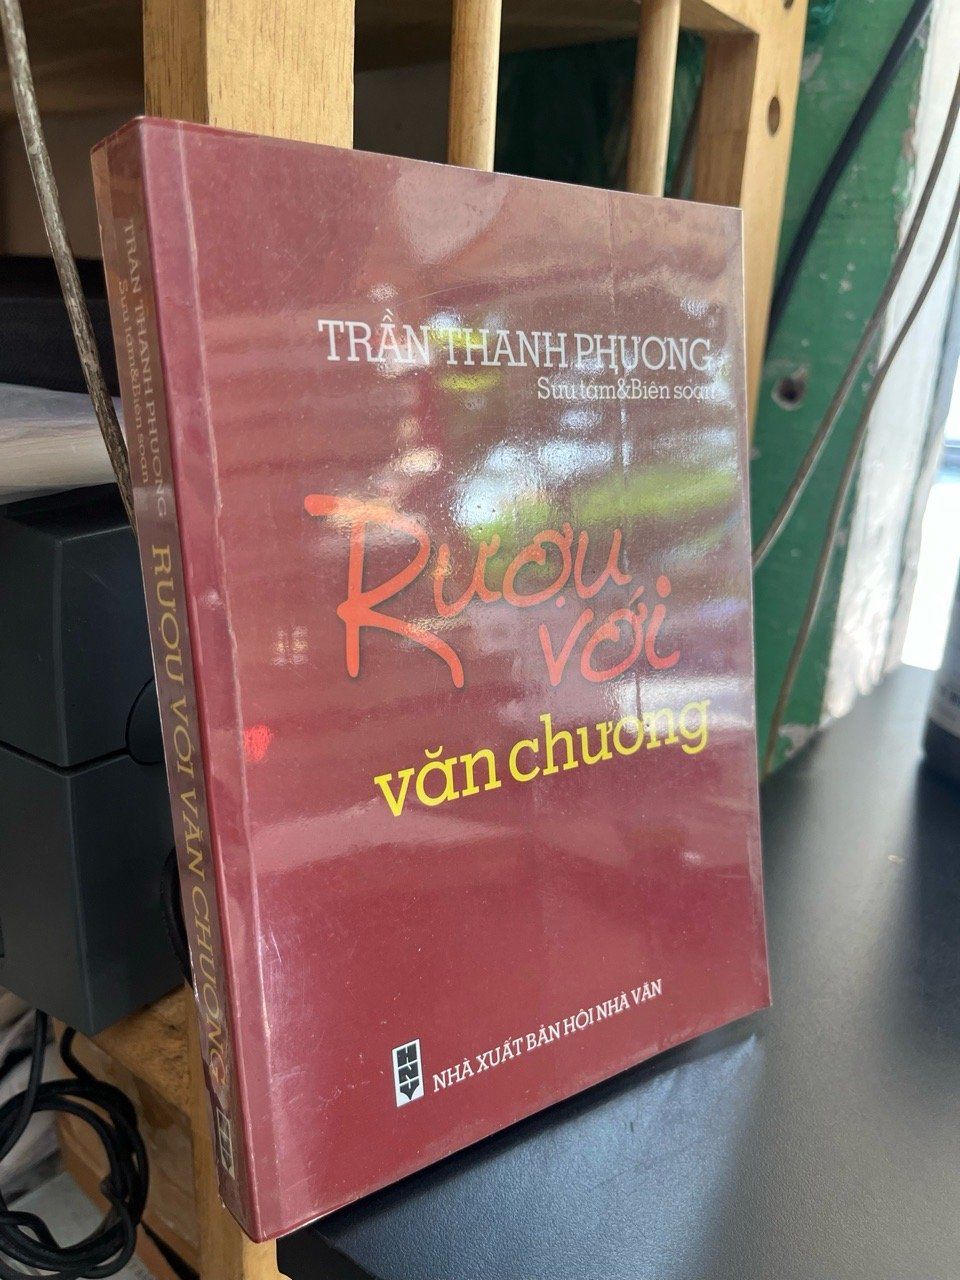 TRẦN THANH PHƯƠNG
Sưu tầm&Biên soạn
Rượu
với
văn chương
HNV
NHÀ XUẤT BẢN HỘI NHÀ VĂN
TRẦN THANH PHƯƠNG
Sưu tầm&Biên soạn
RƯỢU VỚI VĂN CHƯƠNG